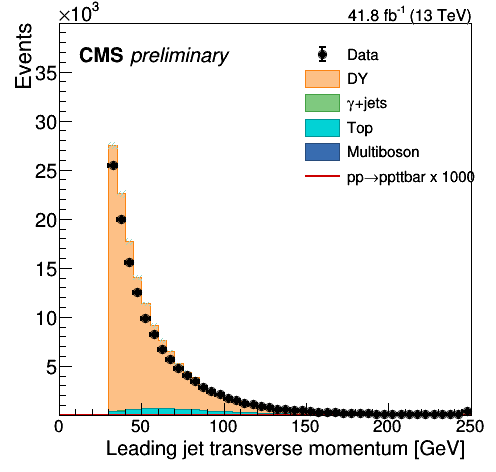 ×10³
41.8 fb⁻¹ (13 TeV)
Events
CMS preliminary
Data
DY
γ+jets
Top
Multiboson
pp→ppttbar x 1000
35
30
25
20
15
10
5
0 50 100 150 200 250
Leading jet transverse momentum [GeV]